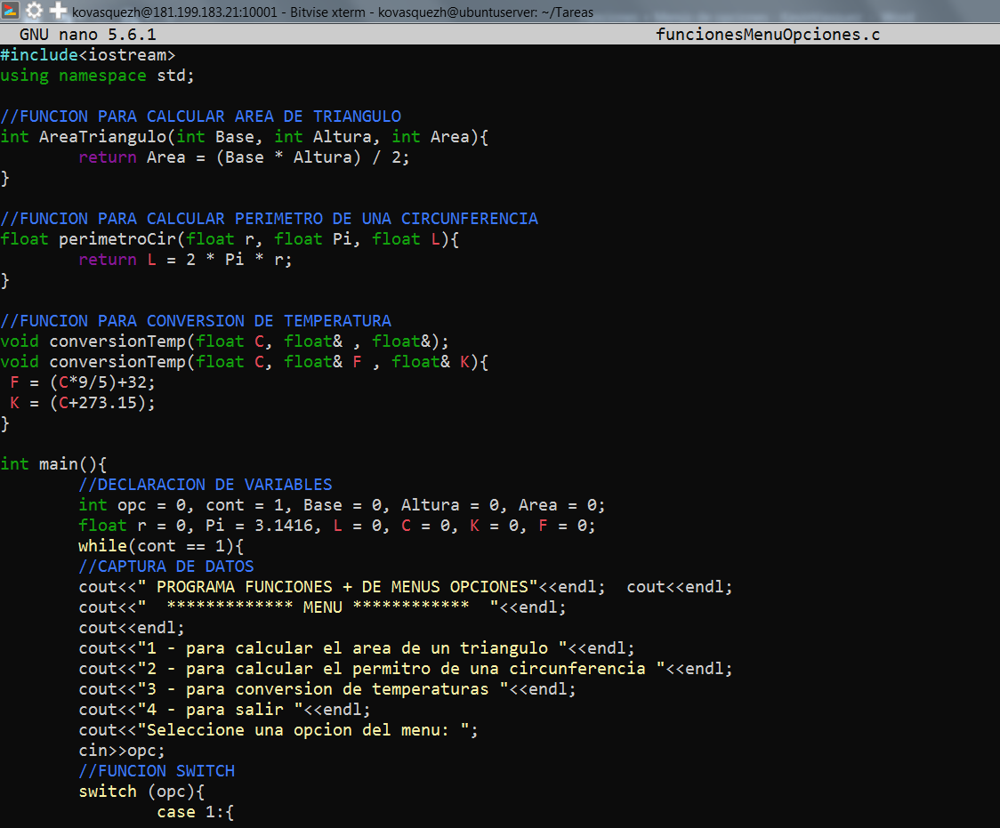 kovasquezh@181.199.183.21:10001 - Bitvise xterm - kovasquezh@ubuntuserver: ~/Tareas
GNU nano 5.6.1 funcionesMenuOpciones.c
#include<iostream>
using namespace std;
//FUNCION PARA CALCULAR AREA DE TRIANGULO
int AreaTriangulo(int Base, int Altura, int Area){
return Area = (Base * Altura) / 2;
}
//FUNCION PARA CALCULAR PERIMETRO DE UNA CIRCUNFERENCIA
float perimetroCir(float r, float Pi, float L){
return L = 2 * Pi * r;
}
//FUNCION PARA CONVERSION DE TEMPERATURA
void conversionTemp(float C, float& , float&);
void conversionTemp(float C, float& F , float& K){
F = (C*9/5)+32;
K = (C+273.15);
}
int main(){
//DECLARACION DE VARIABLES
int opc = 0, cont = 1, Base = 0, Altura = 0, Area = 0;
float r = 0, Pi = 3.1416, L = 0, C = 0, K = 0, F = 0;
while(cont == 1){
//CAPTURA DE DATOS
cout<<" PROGRAMA FUNCIONES + DE MENUS OPCIONES"<<endl;  cout<<endl;
cout<<"  ************* MENU ************  "<<endl;
cout<<endl;
cout<<"1 - para calcular el area de un triangulo "<<endl;
cout<<"2 - para calcular el permitro de una circunferencia "<<endl;
cout<<"3 - para conversion de temperaturas "<<endl;
cout<<"4 - para salir "<<endl;
cout<<"Seleccione una opcion del menu: ";
cin>>opc;
//FUNCION SWITCH
switch (opc){
case 1:{